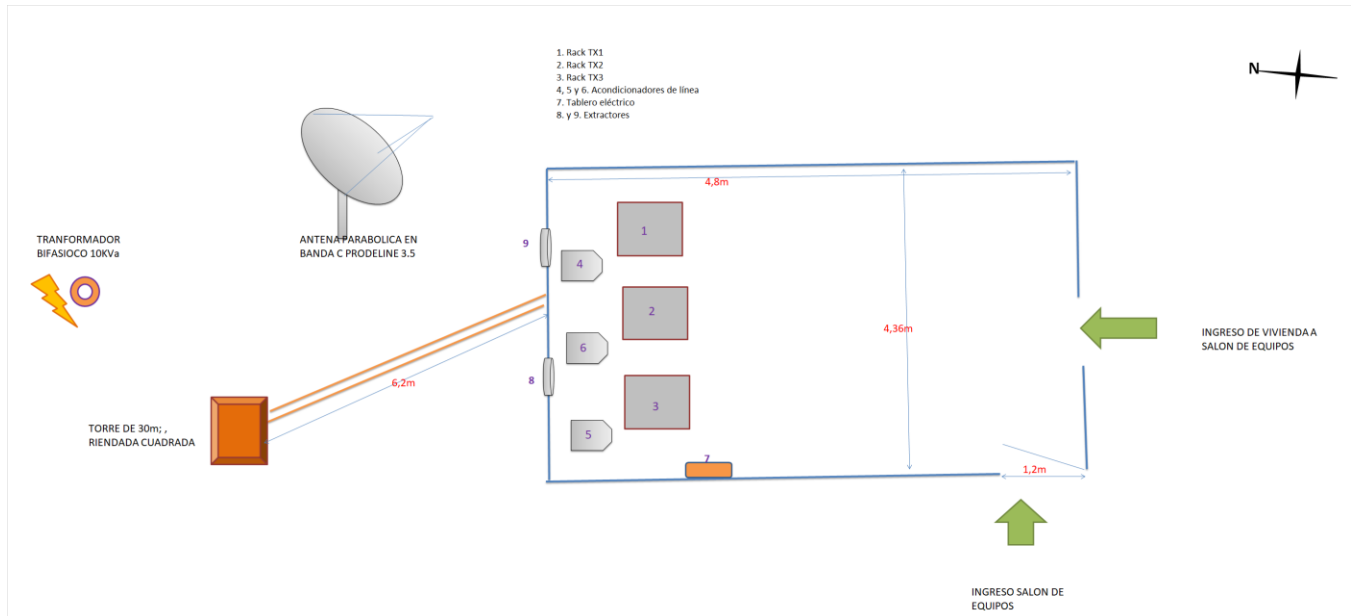 1. Rack TX1
2. Rack TX2
3. Rack TX3
4, 5 y 6. Acondicionadores de línea
7. Tablero eléctrico
8. y 9. Extractores
N
4,8m
TRANFORMADOR
BIFASIOCO 10KVa
ANTENA PARABOLICA EN
BANDA C PRODELINE 3.5
9
1
4
2
4,36m
INGRESO DE VIVIENDA A
SALON DE EQUIPOS
6
8
6,2m
3
TORRE DE 30m; ,
RIENDADA CUADRADA
5
7
1,2m
INGRESO SALON DE
EQUIPOS